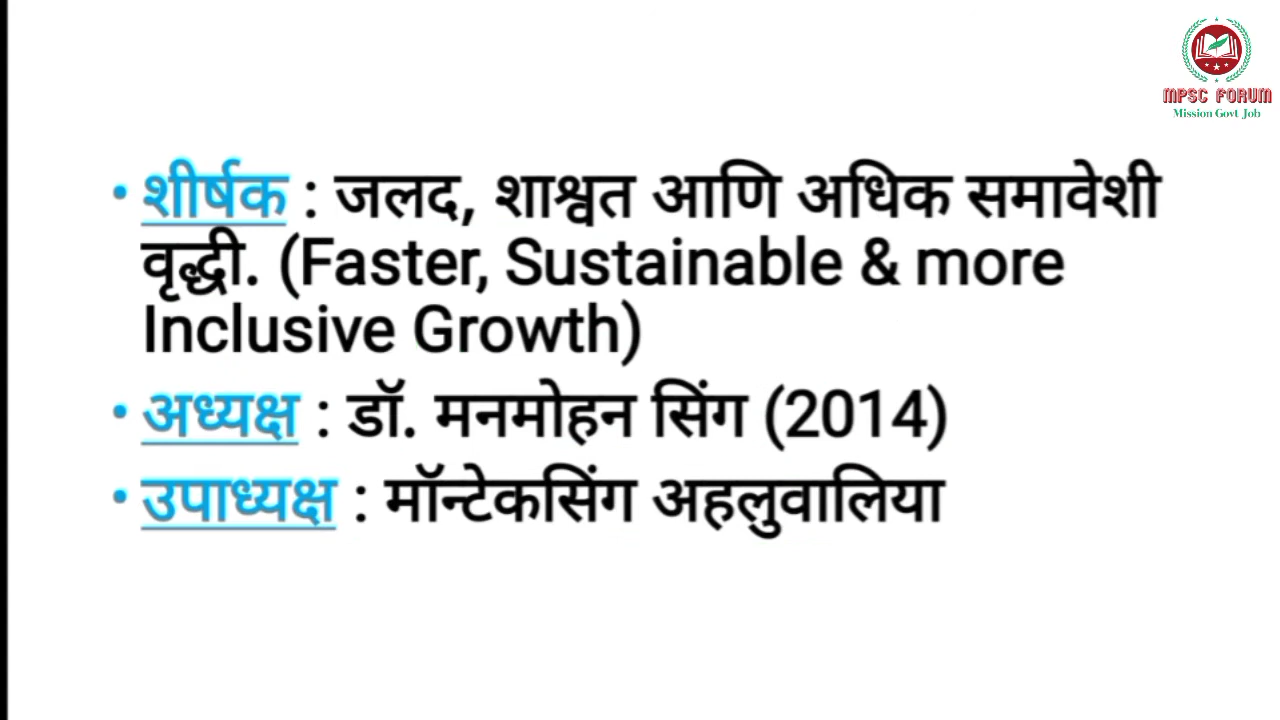 MPSC FORUM
Mission Govt Job
• शीर्षक : जलद, शाश्वत आणि अधिक समावेशी
वृद्धी. (Faster, Sustainable & more
Inclusive Growth)
• अध्यक्ष : डॉ. मनमोहन सिंग (2014)
• उपाध्यक्ष : मॉन्टेकसिंग अहलुवालिया